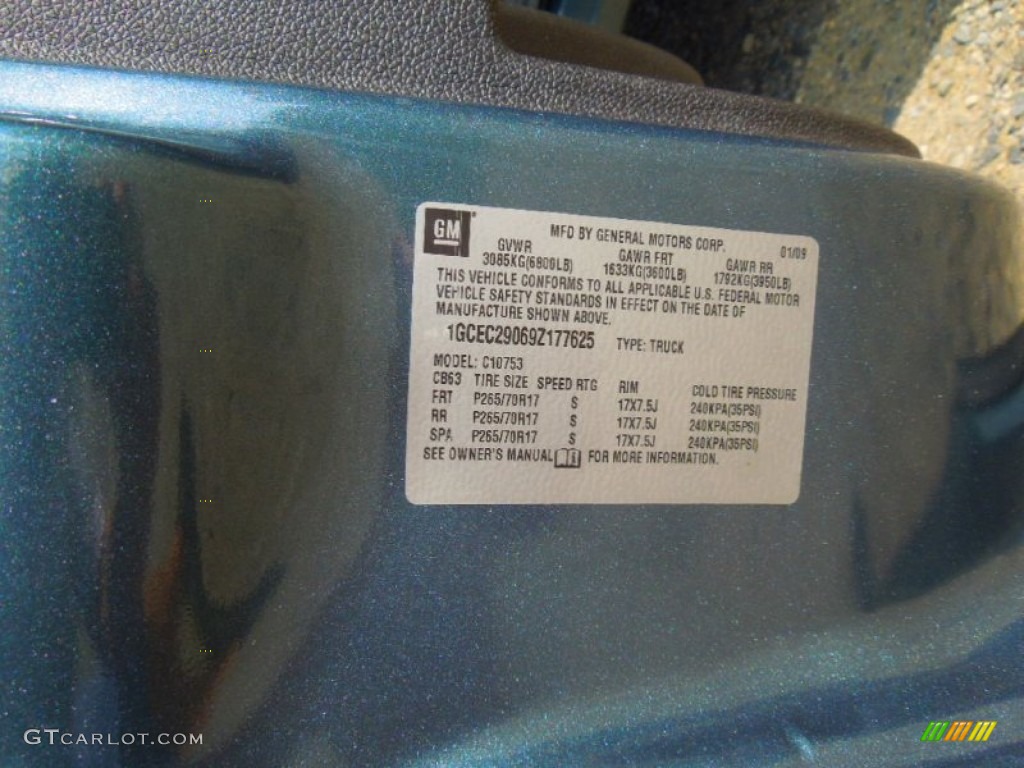 GM
MFD BY GENERAL MOTORS CORP. 01/09
GVWR GAWR FRT GAWR RR
3085KG(6800LB) 1633KG(3600LB) 1792KG(3950LB)
THIS VEHICLE CONFORMS TO ALL APPLICABLE U.S. FEDERAL MOTOR
VEHICLE SAFETY STANDARDS IN EFFECT ON THE DATE OF
MANUFACTURE SHOWN ABOVE.
1GCEC29069Z177625 TYPE: TRUCK
MODEL: C10753
CB63 TIRE SIZE SPEED RTG RIM COLD TIRE PRESSURE
FRT P265/70R17 S 17X7.5J 240KPA(35PSI)
RR P265/70R17 S 17X7.5J 240KPA(35PSI)
SPA P265/70R17 S 17X7.5J 240KPA(35PSI)
SEE OWNER'S MANUAL FOR MORE INFORMATION.
GTCARLOT.COM